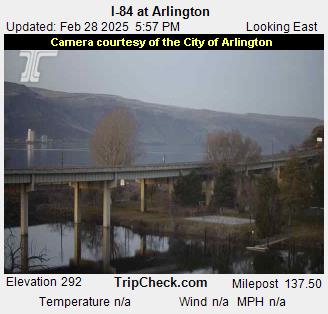 I-84 at Arlington
Updated: Feb 28 2025 5:57 PM Looking East
Camera courtesy of the City of Arlington
Elevation 292 TripCheck.com Milepost 137.50
Temperature n/a Wind n/a MPH n/a